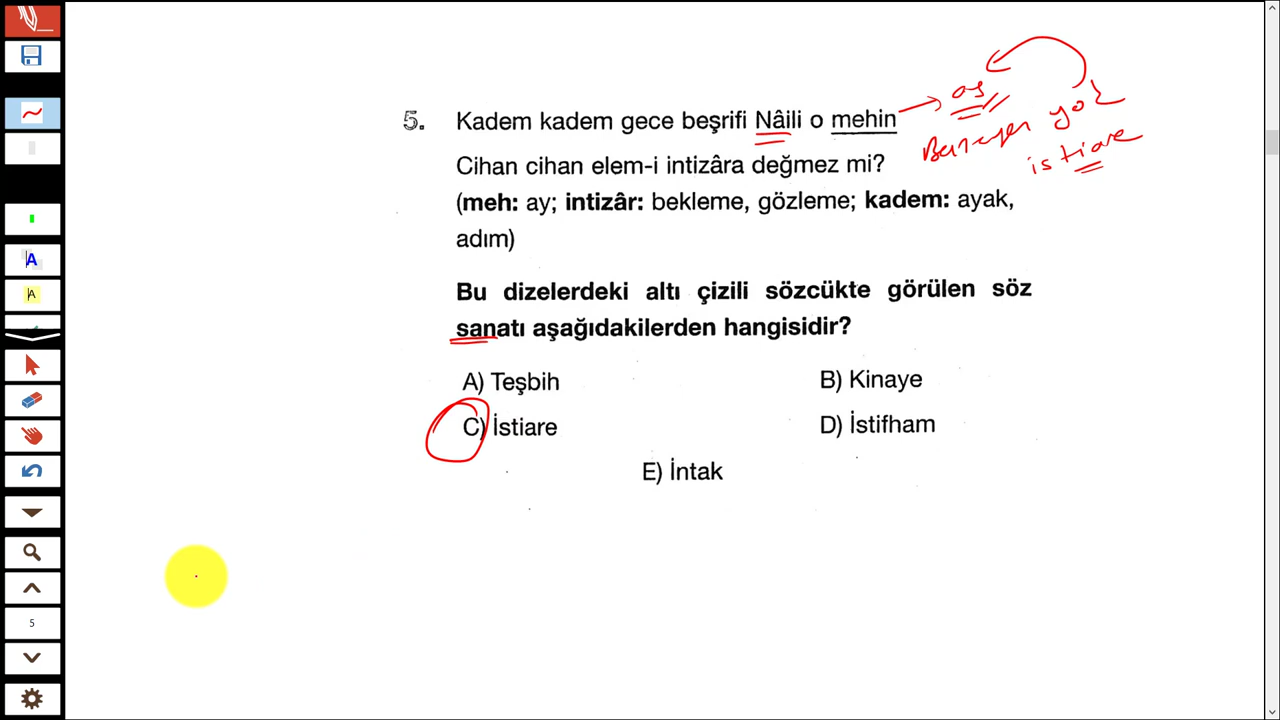 5. Kadem kadem gece beşrifi Nâili o mehin
Cihan cihan elem-i intizâra değmez mi?
(meh: ay; intizâr: bekleme, gözleme; kadem: ayak,
adım)
Bu dizelerdeki altı çizili sözcükte görülen söz
sanatı aşağıdakilerden hangisidir?
A) Teşbih
B) Kinaye
C) İstiare
D) İstifham
E) İntak
Benzeyen yok
istiare
A
A
5